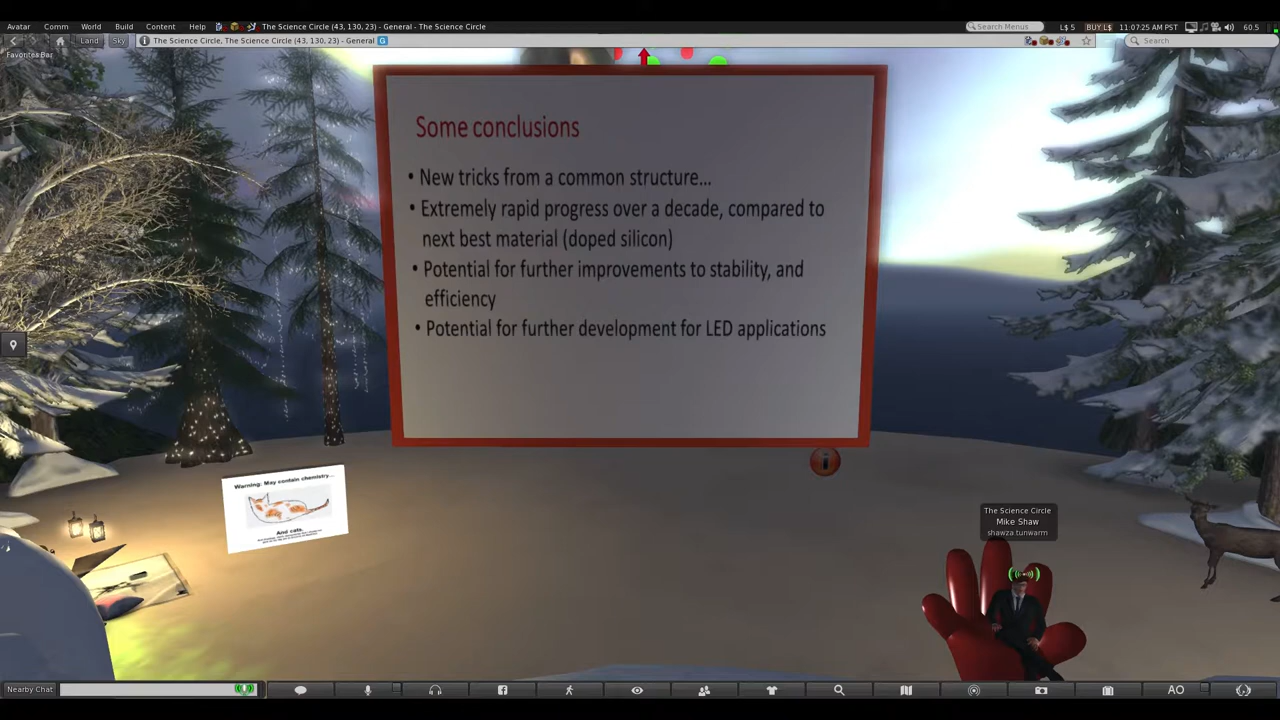 Avatar Comm World Build Content Help The Science Circle (43, 130, 23) - General - The Science Circle
Search Menus L$ 5 BUY L$ 11:07:25 AM PST 60.5
Land Sky The Science Circle, The Science Circle (43, 130, 23) - General G
Search
Favorites Bar
Some conclusions
• New tricks from a common structure...
• Extremely rapid progress over a decade, compared to
next best material (doped silicon)
• Potential for further improvements to stability, and
efficiency
• Potential for further development for LED applications
Warning: May contain chemistry...
And cats.
The Science Circle
Mike Shaw
shawza.tunwarm
Nearby Chat
AO